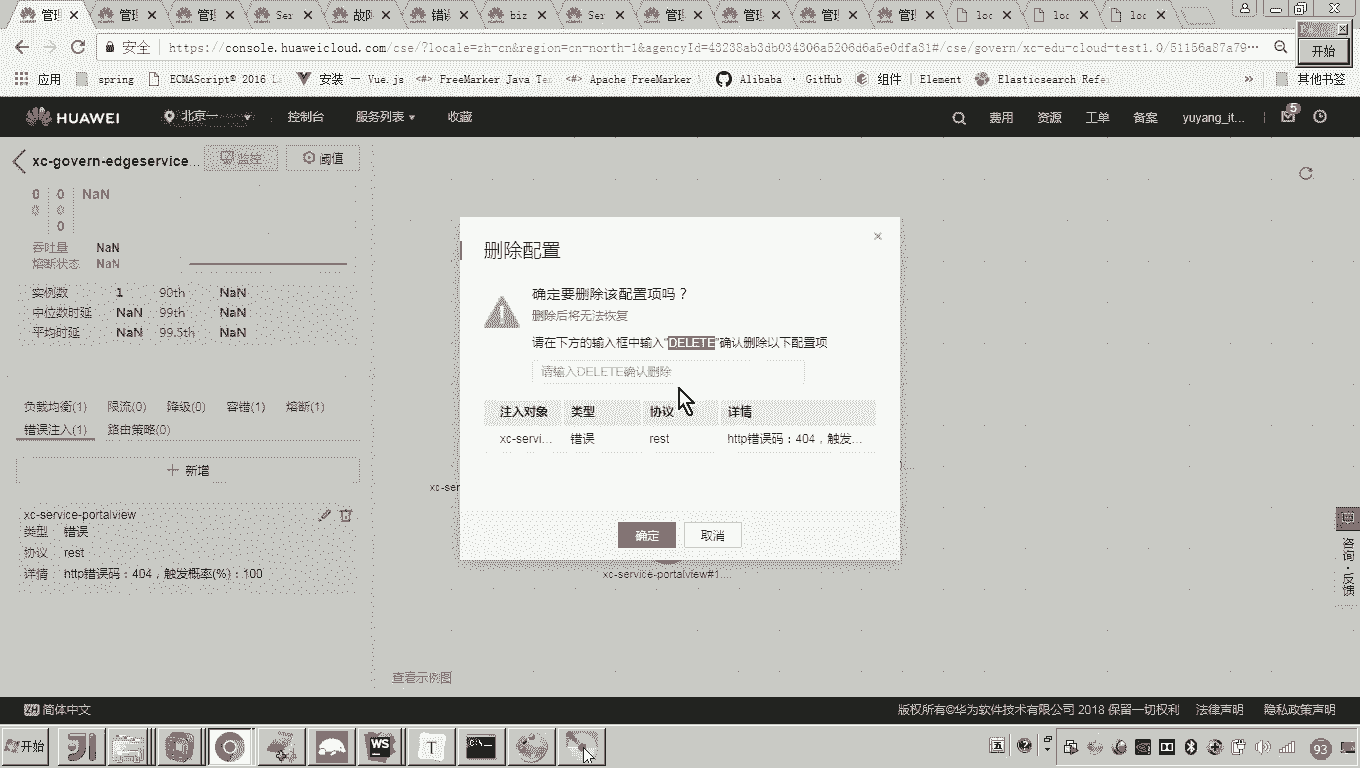 管理
管理
管理
Ser
故障
错误
biz
Ser
管理
管理
管理
管理
loc
loc
loc
安全
https://console.huaweicloud.com/cse/?locale=zh-cn&region=cn-north-1&agencyId=
开始
应用
spring
ECMAScript® 2016 La
安装 — Vue.js
FreeMarker Java Te
Apache FreeMarker
Alibaba · GitHub
组件 | Element
Elasticsearch Refe
»
其他书签
HUAWEI
北京一
控制台
服务列表
收藏
费用
资源
工单
备案
yuyang_it...
5
xc-govern-edgeservice...
监控
阈值
0 0 NaN
0 0
0
吞吐量 NaN
熔断状态 NaN
实例数 1 90th NaN
中位数时延 NaN 99th NaN
平均时延 NaN 99.5th NaN
负载均衡(1) 限流(0) 降级(0) 容错(1) 熔断(1)
错误注入(1) 路由策略(0)
新增
xc-service-portalview
类型 错误
协议 rest
详情 http错误码：404，触发概率(%)：100
删除配置
×
确定要删除该配置项吗？
删除后将无法恢复
请在下方的输入框中输入"DELETE"确认删除以下配置项
请输入DELETE确认删除
注入对象 类型 协议 详情
xc-servi... 错误 rest http错误码：404，触发...
确定 取消
xc-ser
xc-service-portalview#1....
查看示例图
咨询·反馈
简体中文
版权所有©华为软件技术有限公司 2018 保留一切权利
法律声明
隐私政策声明
开始
WS
T
93